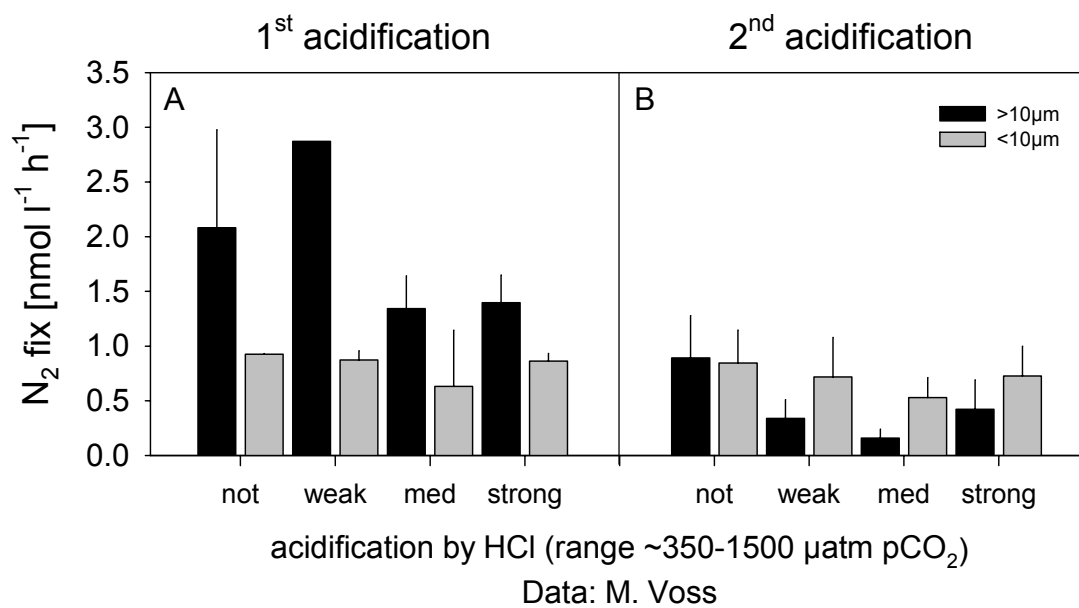 1st acidification
2nd acidification
N2 fix [nmol l-1 h-1]
3.5
3.0
2.5
2.0
1.5
1.0
0.5
0.0
A
B
>10µm
<10µm
not weak med strong
not weak med strong
acidification by HCl (range ~350-1500 µatm pCO2)
Data: M. Voss